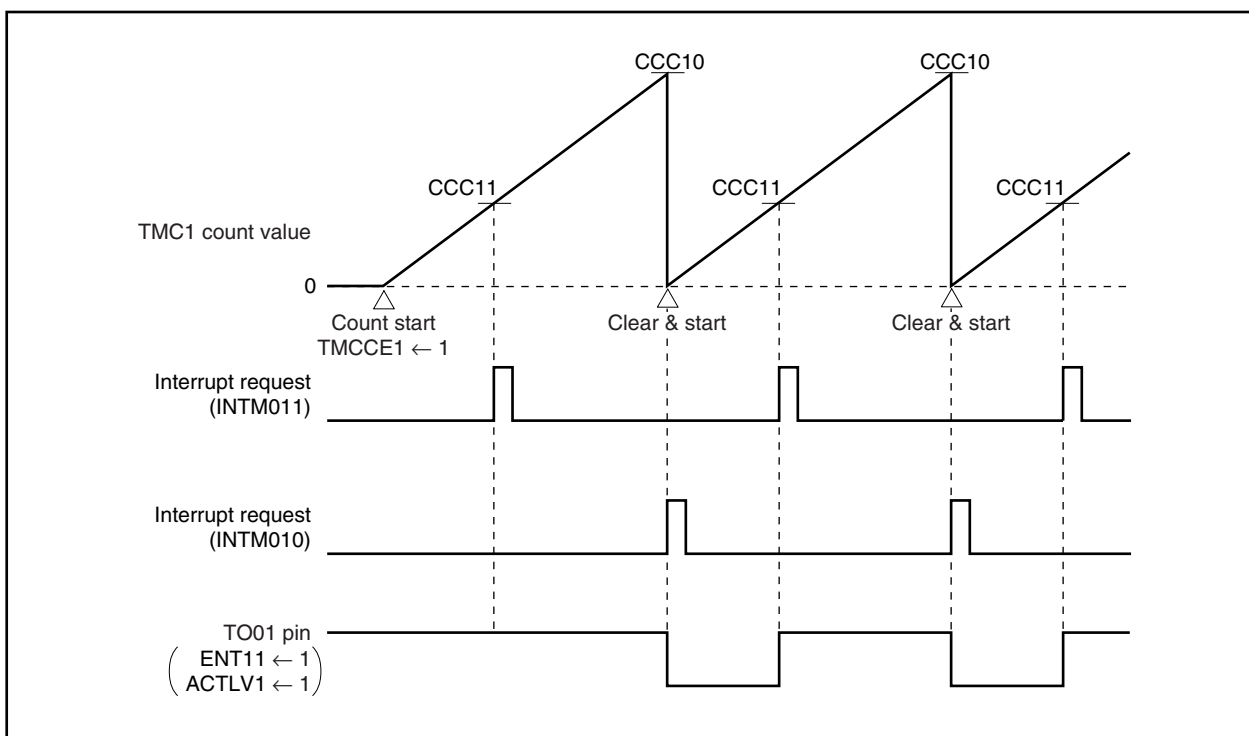 CCC10
CCC10
CCC11
CCC11
CCC11
TMC1 count value
0
Count start
TMCCE1 ← 1
Clear & start
Clear & start
Interrupt request
(INTM011)
Interrupt request
(INTM010)
TO01 pin
( ENT11 ← 1
ACTLV1 ← 1 )